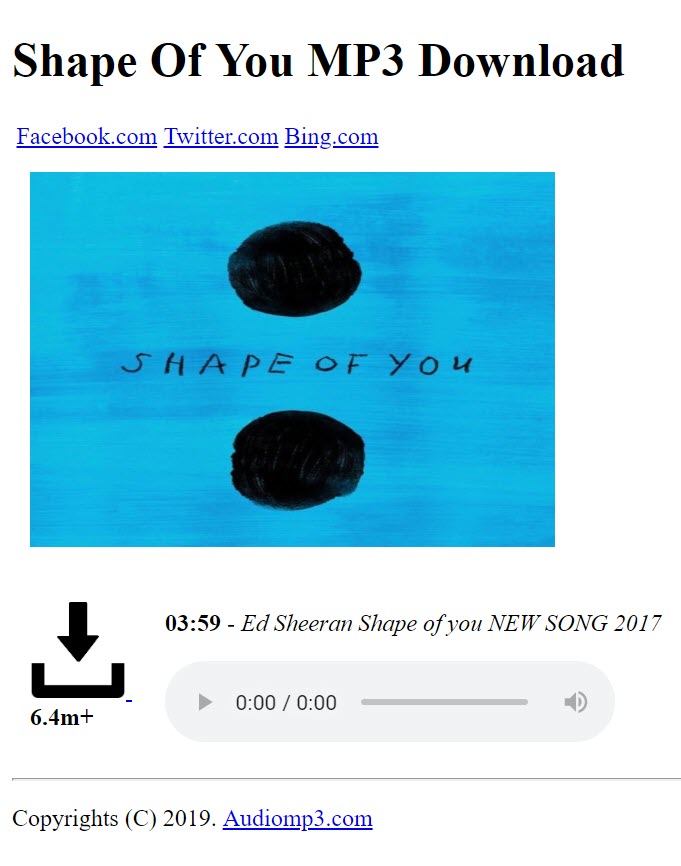 Shape Of You MP3 Download
Facebook.com Twitter.com Bing.com
SHAPE OF YOU
03:59 - Ed Sheeran Shape of you NEW SONG 2017
0:00 / 0:00
6.4m+
Copyrights (C) 2019. Audiomp3.com